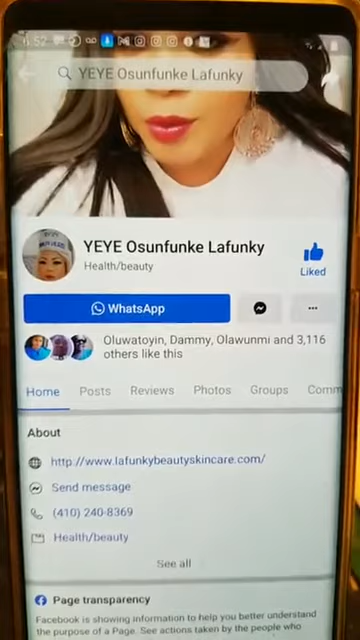 6:52
YEYE Osunfunke Lafunky
YEYE Osunfunke Lafunky
Health/beauty
Liked
WhatsApp
Oluwatoyin, Dammy, Olawunmi and 3,116
others like this
Home Posts Reviews Photos Groups Comm
About
http://www.lafunkybeautyskincare.com/
Send message
(410) 240-8369
Health/beauty
See all
Page transparency
Facebook is showing information to help you better understand
the purpose of a Page. See actions taken by the people who